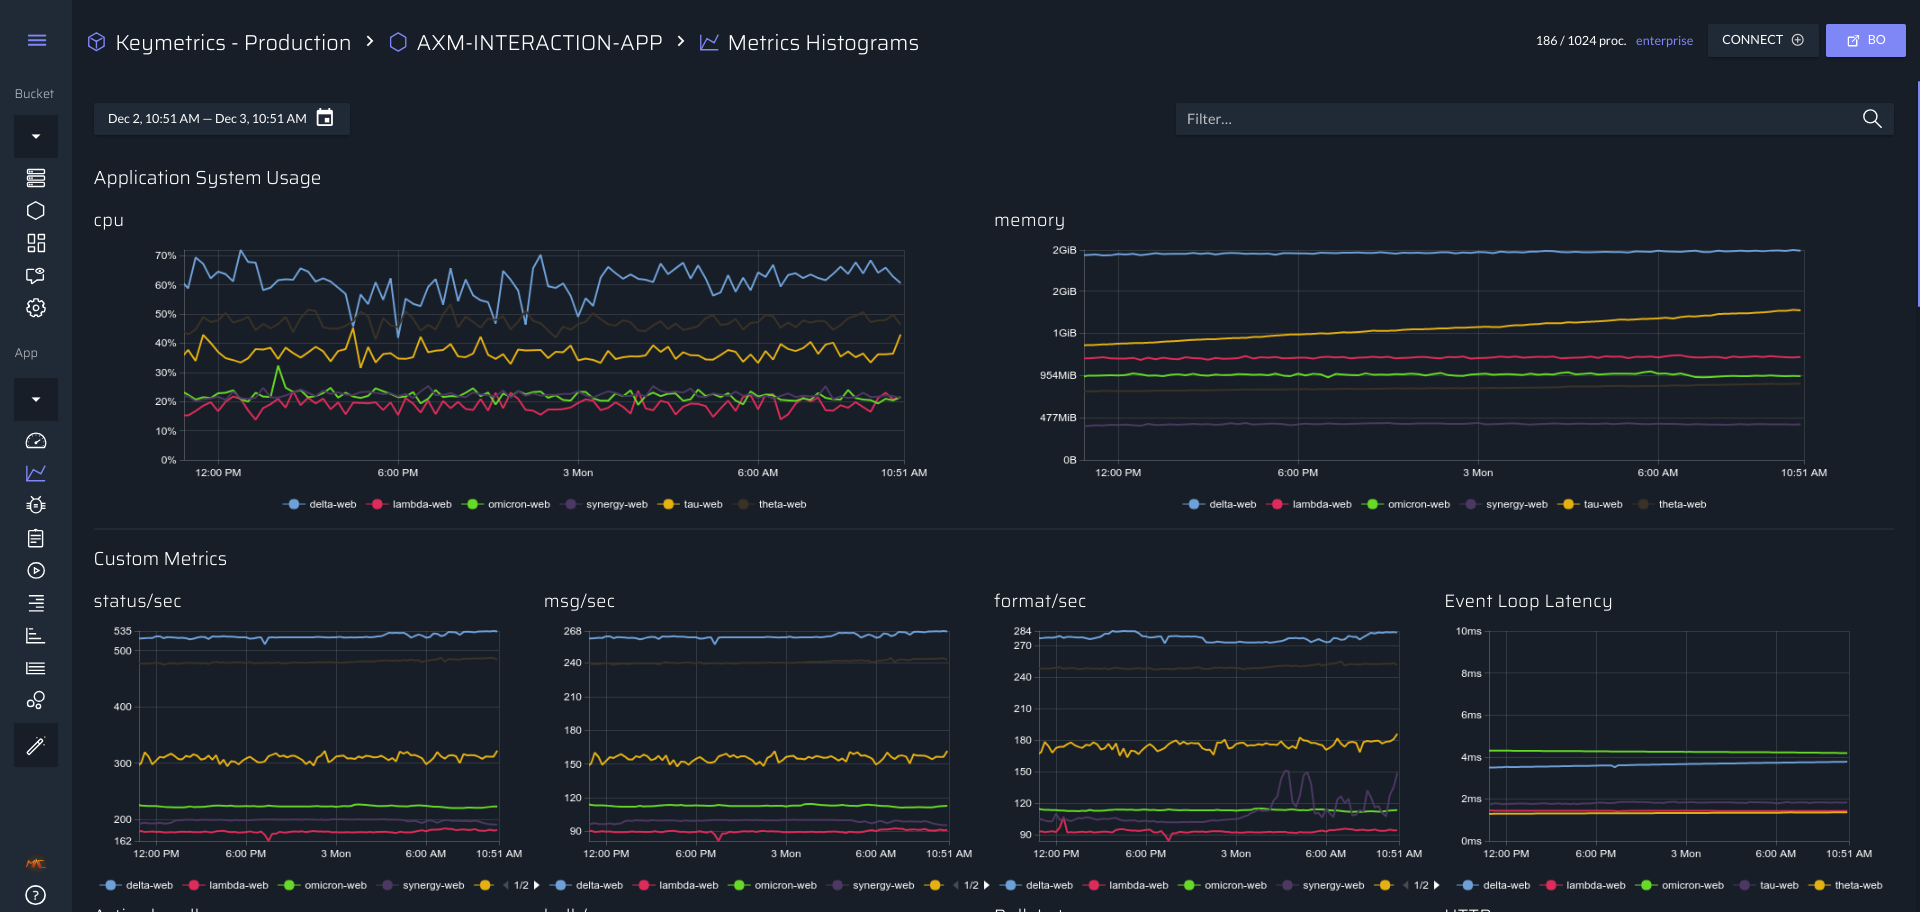 Keymetrics - Production > AXM-INTERACTION-APP > Metrics Histograms
186 / 1024 proc. enterprise CONNECT BO
Bucket
App
Dec 2, 10:51 AM — Dec 3, 10:51 AM
Filter...
Application System Usage
cpu
70%
60%
50%
40%
30%
20%
10%
0%
12:00 PM 6:00 PM 3 Mon 6:00 AM 10:51 AM
delta-web lambda-web omicron-web synergy-web tau-web theta-web
memory
2GiB
2GiB
1GiB
954MiB
477MiB
0B
12:00 PM 6:00 PM 3 Mon 6:00 AM 10:51 AM
delta-web lambda-web omicron-web synergy-web tau-web theta-web
Custom Metrics
status/sec
535
500
400
300
200
162
12:00 PM 6:00 PM 3 Mon 6:00 AM 10:51 AM
delta-web lambda-web omicron-web synergy-web 1/2
msg/sec
268
240
210
180
150
120
90
12:00 PM 6:00 PM 3 Mon 6:00 AM 10:51 AM
delta-web lambda-web omicron-web synergy-web 1/2
format/sec
284
270
240
210
180
150
120
90
12:00 PM 6:00 PM 3 Mon 6:00 AM 10:51 AM
delta-web lambda-web omicron-web synergy-web 1/2
Event Loop Latency
10ms
8ms
6ms
4ms
2ms
0ms
12:00 PM 6:00 PM 3 Mon 6:00 AM 10:51 AM
delta-web lambda-web omicron-web tau-web theta-web
HTTP